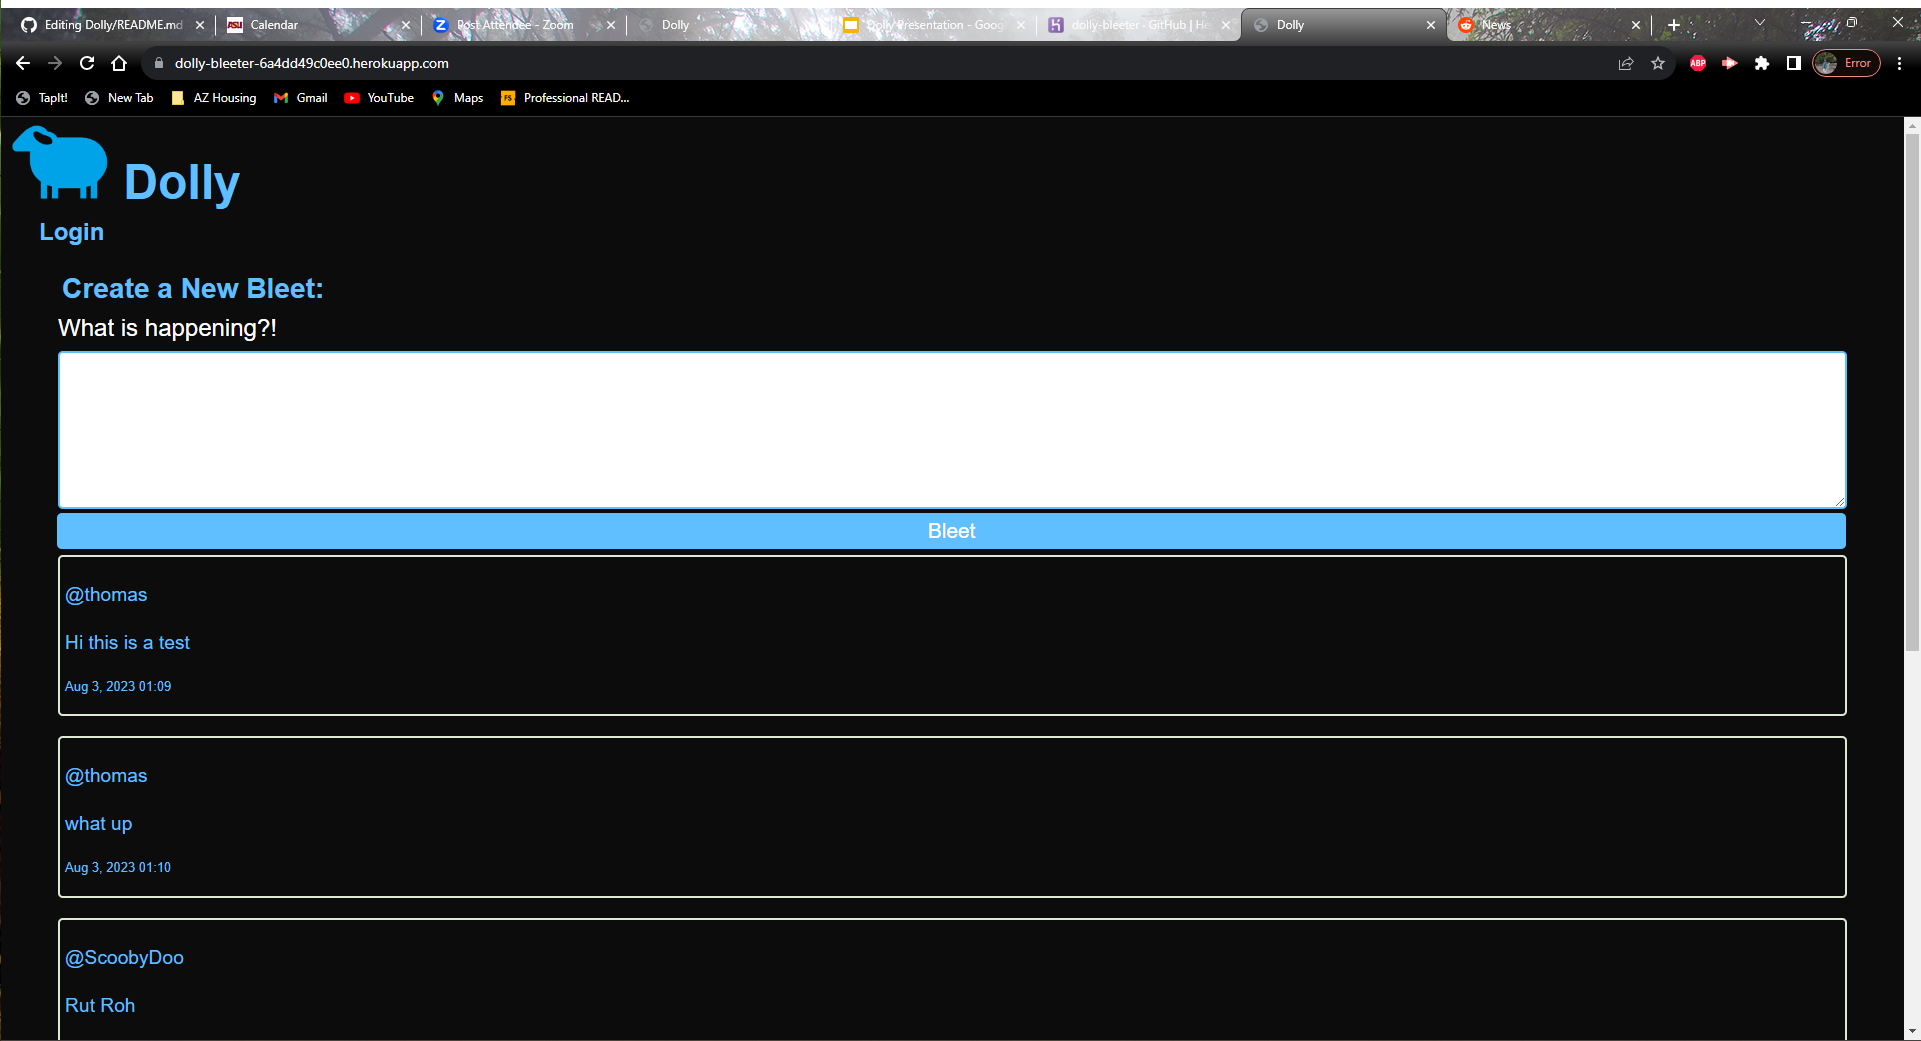 Editing Dolly/README.md
Calendar
Post Attendee - Zoom
Dolly
Dolly Presentation - Goog
dolly-bleeter · GitHub | He
Dolly
News
dolly-bleeter-6a4dd49c0ee0.herokuapp.com
ABP
Error
TapIt!
New Tab
AZ Housing
Gmail
YouTube
Maps
FS
Professional READ...
Dolly
Login
Create a New Bleet:
What is happening?!
Bleet
@thomas
Hi this is a test
Aug 3, 2023 01:09
@thomas
what up
Aug 3, 2023 01:10
@ScoobyDoo
Rut Roh